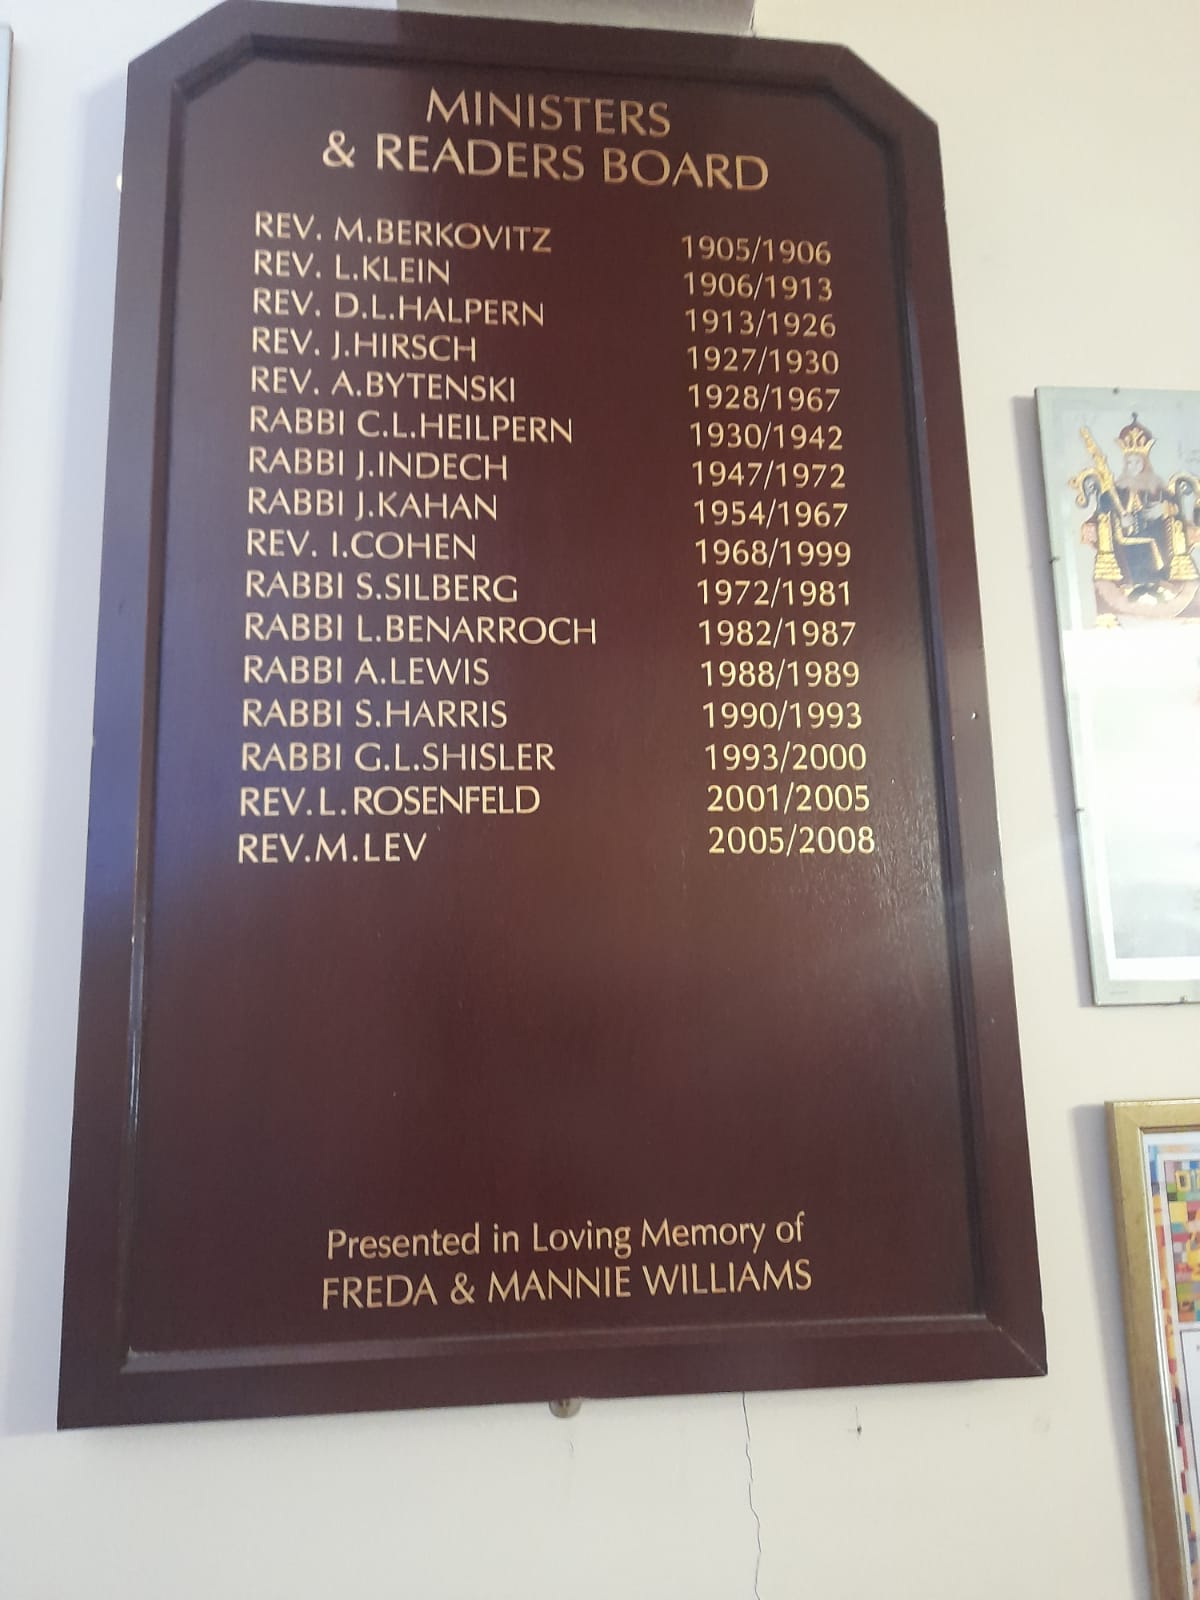 MINISTERS
& READERS BOARD
REV. M.BERKOVITZ 1905/1906
REV. L.KLEIN 1906/1913
REV. D.L.HALPERN 1913/1926
REV. J.HIRSCH 1927/1930
REV. A.BYTENSKI 1928/1967
RABBI C.L.HEILPERN 1930/1942
RABBI J.INDECH 1947/1972
RABBI J.KAHAN 1954/1967
REV. I.COHEN 1968/1999
RABBI S.SILBERG 1972/1981
RABBI L.BENARROCH 1982/1987
RABBI A.LEWIS 1988/1989
RABBI S.HARRIS 1990/1993
RABBI G.L.SHISLER 1993/2000
REV.L.ROSENFELD 2001/2005
REV.M.LEV 2005/2008
Presented in Loving Memory of
FREDA & MANNIE WILLIAMS